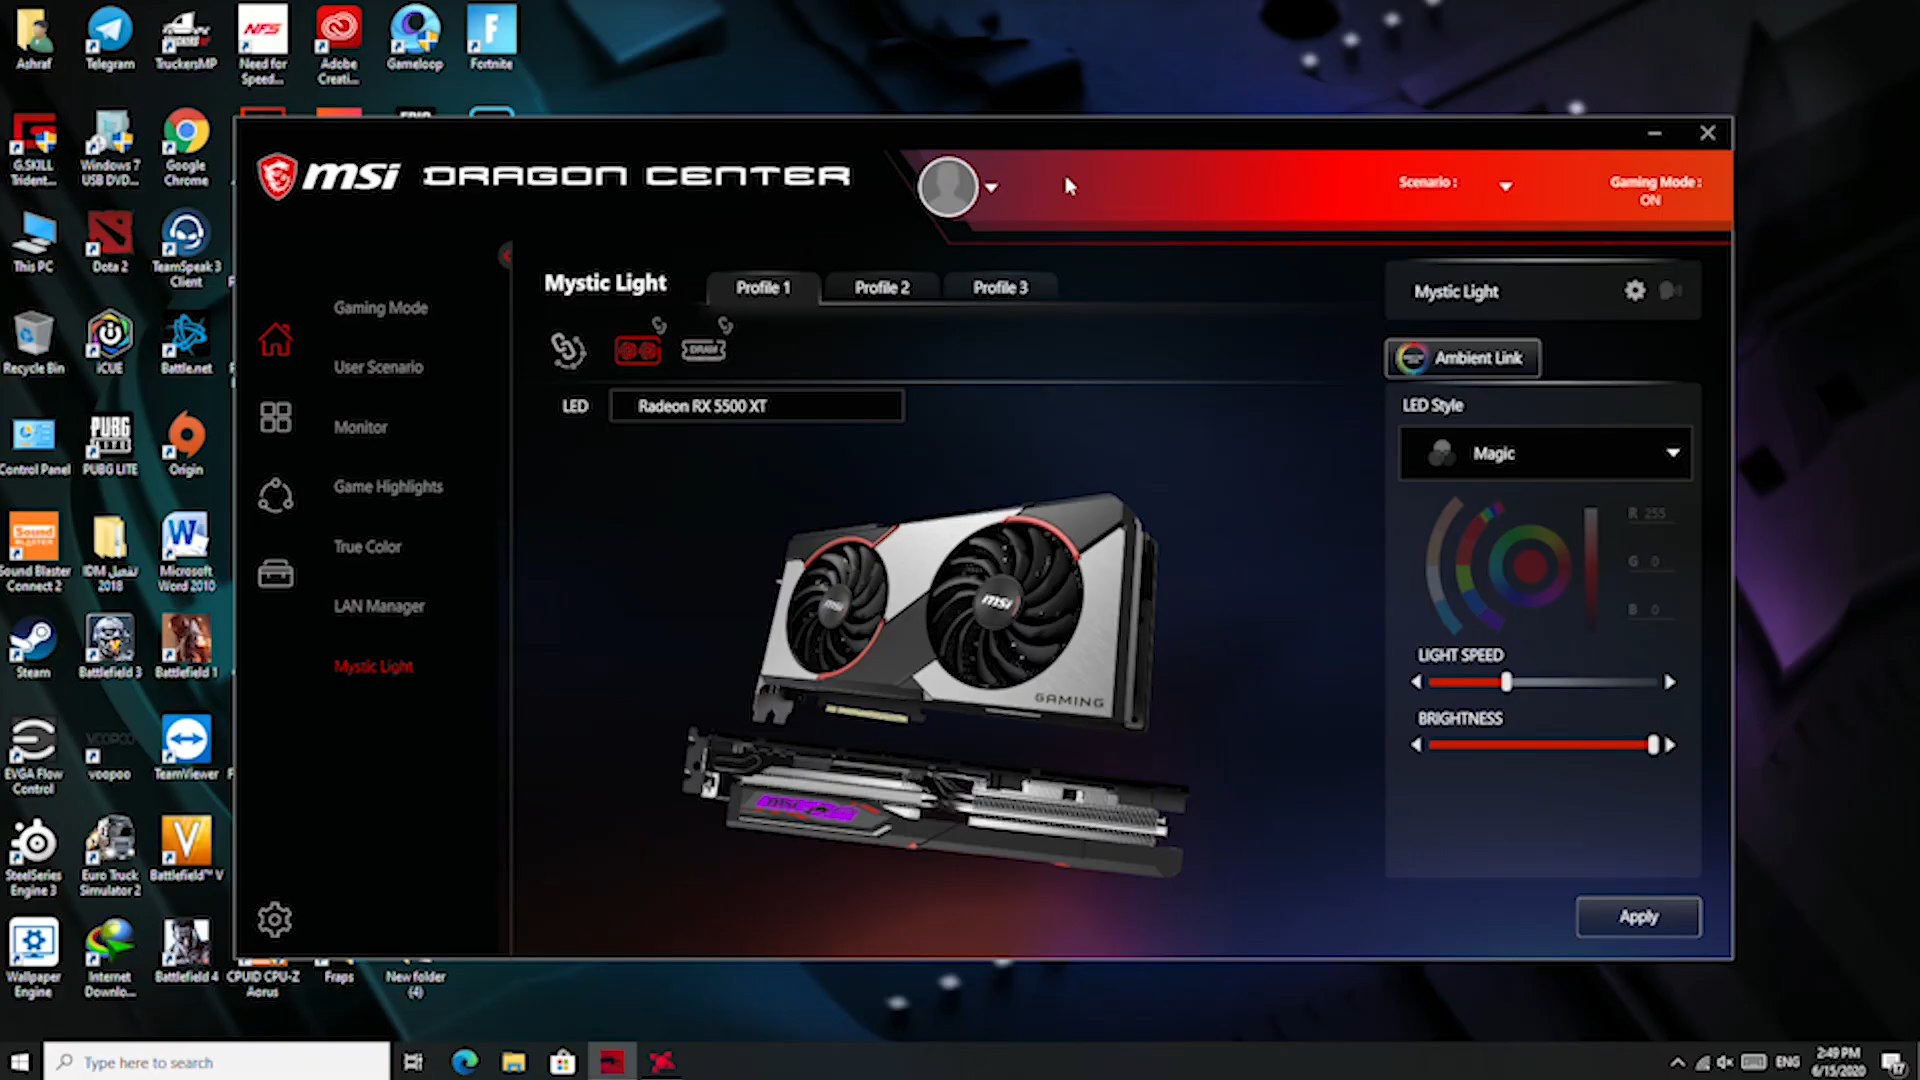 Ashraf
Telegram
TruckersMP
Need for
Speed...
Adobe
Creati...
Gameloop
Fortnite
G.SKILL
Trident...
Windows 7
USB DVD...
Google
Chrome
This PC
Dota 2
TeamSpeak 3
Client
Recycle Bin
iCUE
Battle.net
Control Panel
PUBG LITE
Origin
Sound Blaster
Connect 2
IDM تفعيل
2018
Microsoft
Word 2010
Steam
Battlefield 3
Battlefield 1
EVGA Flow
Control
voopoo
TeamViewer
SteelSeries
Engine 3
Euro Truck
Simulator 2
Battlefield™ V
Wallpaper
Engine
Internet
Downlo...
Battlefield 4
CPUID CPU-Z
Aorus
Fraps
New folder
(4)
msi DRAGON CENTER
Scenario :
Gaming Mode :
ON
Gaming Mode
User Scenario
Monitor
Game Highlights
True Color
LAN Manager
Mystic Light
Mystic Light
Profile 1
Profile 2
Profile 3
DRAM
LED
Radeon RX 5500 XT
msi
msi
GAMING
msi
Mystic Light
Ambient Link
LED Style
Magic
R 255
G 0
B 0
LIGHT SPEED
BRIGHTNESS
Apply
Type here to search
ENG
2:49 PM
6/15/2020
17